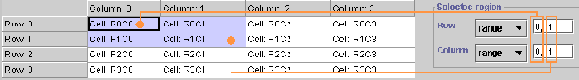 Column 0 Column 1 Column 2 Column 3
Row 0 Cell: R0C0 Cell: R0C1 Cell: R0C2 Cell: R0C3
Row 1 Cell: R1C0 Cell: R1C1 Cell: R1C2 Cell: R1C3
Row 2 Cell: R2C0 Cell: R2C1 Cell: R2C2 Cell: R2C3
Row 3 Cell: R3C0 Cell: R3C1 Cell: R3C2 Cell: R3C3
Selected region
Row range 0, 1
Column range 0, 1